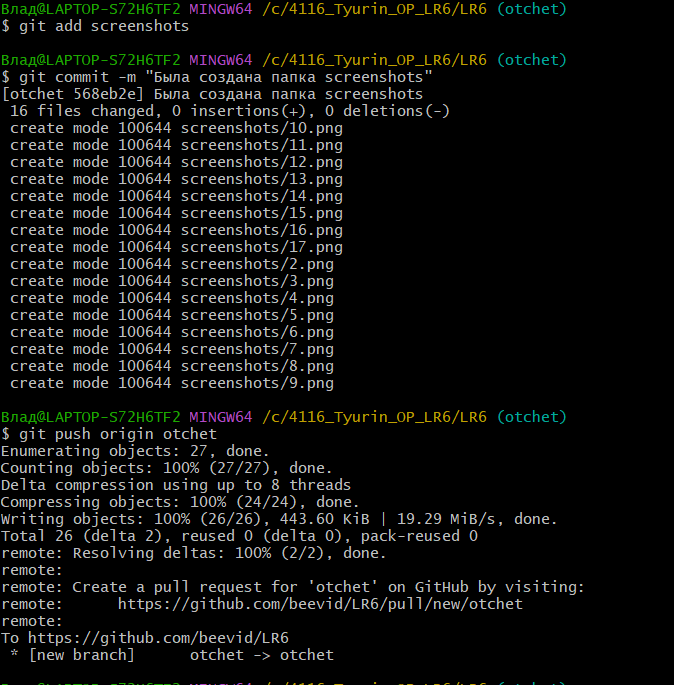 Влад@LAPTOP-S72H6TF2 MINGW64 /c/4116_Tyurin_OP_LR6/LR6 (otchet)
$ git add screenshots
Влад@LAPTOP-S72H6TF2 MINGW64 /c/4116_Tyurin_OP_LR6/LR6 (otchet)
$ git commit -m "Была создана папка screenshots"
[otchet 568eb2e] Была создана папка screenshots
 16 files changed, 0 insertions(+), 0 deletions(-)
 create mode 100644 screenshots/10.png
 create mode 100644 screenshots/11.png
 create mode 100644 screenshots/12.png
 create mode 100644 screenshots/13.png
 create mode 100644 screenshots/14.png
 create mode 100644 screenshots/15.png
 create mode 100644 screenshots/16.png
 create mode 100644 screenshots/17.png
 create mode 100644 screenshots/2.png
 create mode 100644 screenshots/3.png
 create mode 100644 screenshots/4.png
 create mode 100644 screenshots/5.png
 create mode 100644 screenshots/6.png
 create mode 100644 screenshots/7.png
 create mode 100644 screenshots/8.png
 create mode 100644 screenshots/9.png
Влад@LAPTOP-S72H6TF2 MINGW64 /c/4116_Tyurin_OP_LR6/LR6 (otchet)
$ git push origin otchet
Enumerating objects: 27, done.
Counting objects: 100% (27/27), done.
Delta compression using up to 8 threads
Compressing objects: 100% (24/24), done.
Writing objects: 100% (26/26), 443.60 KiB | 19.29 MiB/s, done.
Total 26 (delta 2), reused 0 (delta 0), pack-reused 0
remote: Resolving deltas: 100% (2/2), done.
remote:
remote: Create a pull request for 'otchet' on GitHub by visiting:
remote:      https://github.com/beevid/LR6/pull/new/otchet
remote:
To https://github.com/beevid/LR6
 * [new branch]      otchet -> otchet